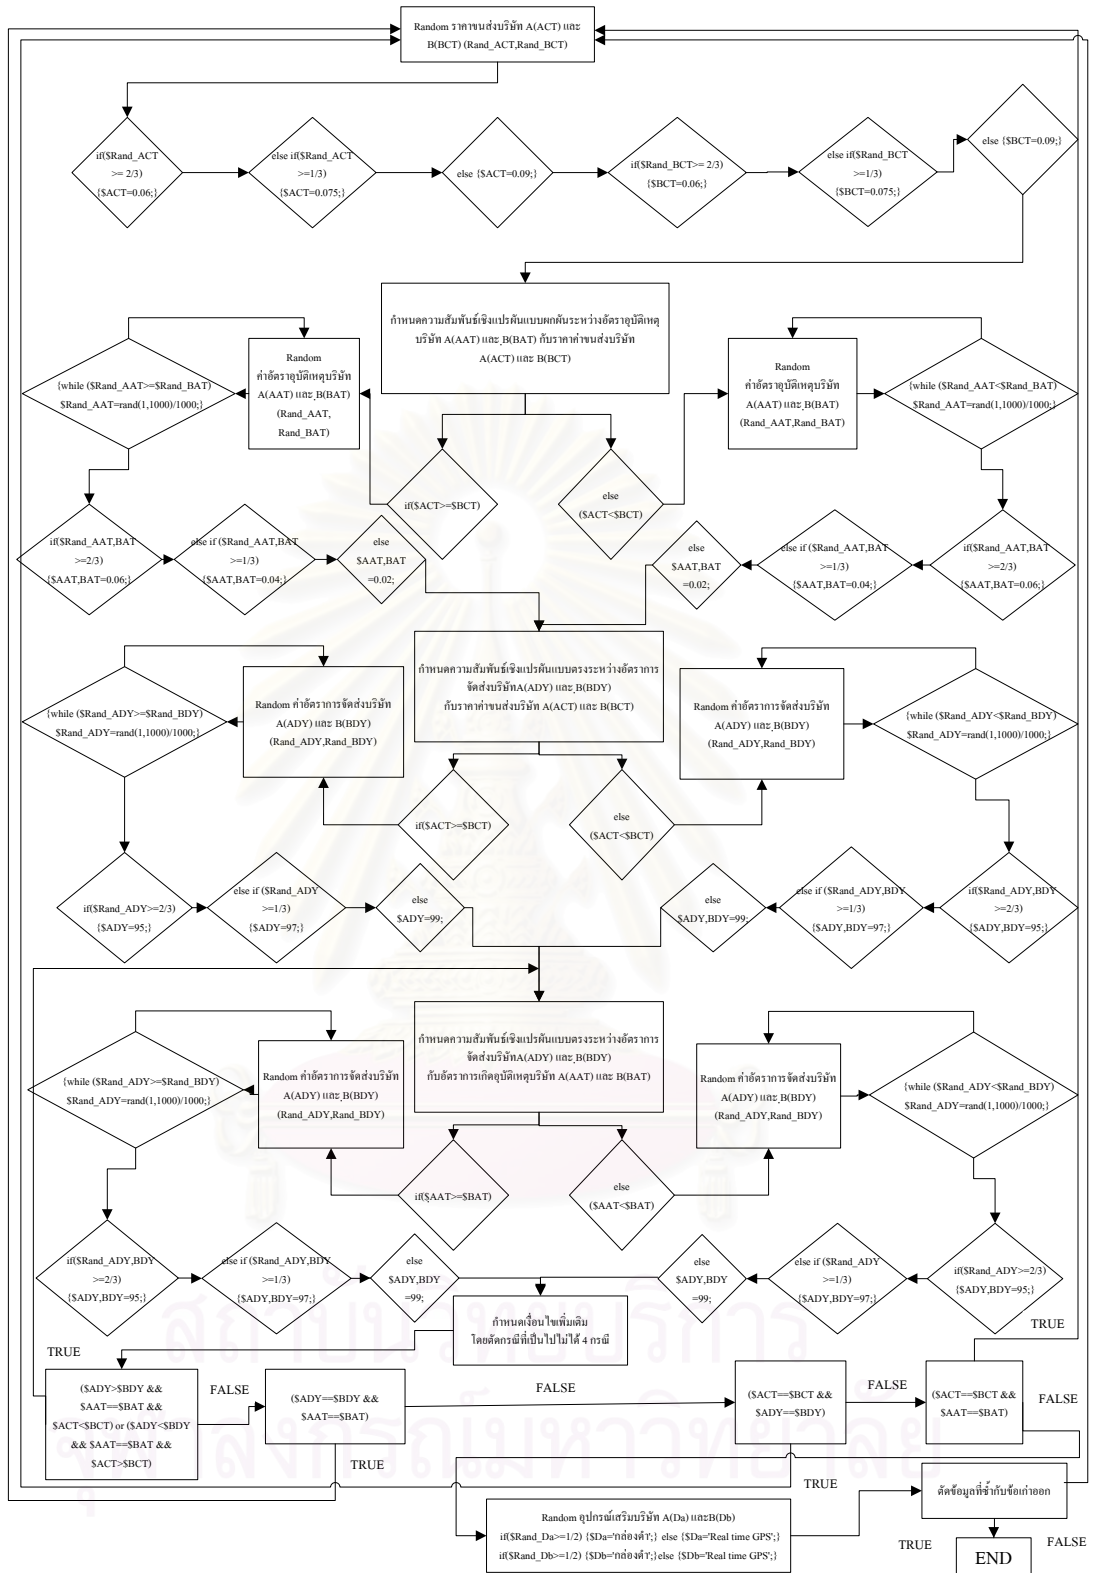 Random ราคาขนส่งบริษัท A(ACT) และ
B(BCT) (Rand_ACT,Rand_BCT)
if($Rand_ACT
>= 2/3)
{$ACT=0.06;}
else if($Rand_ACT
>=1/3)
{$ACT=0.075;}
else {$ACT=0.09;}
if($Rand_BCT>= 2/3)
{$BCT=0.06;}
else if($Rand_BCT
>=1/3)
{$BCT=0.075;}
else {$BCT=0.09;}
กำหนดความสัมพันธ์เชิงแปรผันแบบผกผันระหว่างอัตราอุบัติเหตุ
บริษัท A(AAT) และ B(BAT) กับราคาค่าขนส่งบริษัท
A(ACT) และ B(BCT)
{while ($Rand_AAT>=$Rand_BAT)
$Rand_AAT=rand(1,1000)/1000;}
Random
ค่าอัตราอุบัติเหตุบริษัท
A(AAT) และ B(BAT)
(Rand_AAT,
Rand_BAT)
Random
ค่าอัตราอุบัติเหตุบริษัท
A(AAT) และ B(BAT)
(Rand_AAT,Rand_BAT)
{while ($Rand_AAT<$Rand_BAT)
$Rand_AAT=rand(1,1000)/1000;}
if($ACT>=$BCT)
else
($ACT<$BCT)
if($Rand_AAT,BAT
>=2/3)
{$AAT,BAT=0.06;}
else if ($Rand_AAT,BAT
>=1/3)
{$AAT,BAT=0.04;}
else
$AAT,BAT
=0.02;
else
$AAT,BAT
=0.02;
else if ($Rand_AAT,BAT
>=1/3)
{$AAT,BAT=0.04;}
if($Rand_AAT,BAT
>=2/3)
{$AAT,BAT=0.06;}
กำหนดความสัมพันธ์เชิงแปรผันแบบตรงระหว่างอัตราการ
จัดส่งบริษัทA(ADY) และ B(BDY)
กับราคาค่าขนส่งบริษัท A(ACT) และ B(BCT)
{while ($Rand_ADY>=$Rand_BDY)
$Rand_ADY=rand(1,1000)/1000;}
Random ค่าอัตราการจัดส่งบริษัท
A(ADY) และ B(BDY)
(Rand_ADY,Rand_BDY)
Random ค่าอัตราการจัดส่งบริษัท
A(ADY) และ B(BDY)
(Rand_ADY,Rand_BDY)
{while ($Rand_ADY<$Rand_BDY)
$Rand_ADY=rand(1,1000)/1000;}
if($ACT>=$BCT)
else
($ACT<$BCT)
if($Rand_ADY>=2/3)
{$ADY=95;}
else if ($Rand_ADY
>=1/3)
{$ADY=97;}
else
$ADY=99;
else
$ADY,BDY=99;
else if ($Rand_ADY,BDY
>=1/3)
{$ADY,BDY=97;}
if($Rand_ADY,BDY
>=2/3)
{$ADY,BDY=95;}
กำหนดความสัมพันธ์เชิงแปรผันแบบตรงระหว่างอัตราการ
จัดส่งบริษัทA(ADY) และ B(BDY)
กับอัตราการเกิดอุบัติเหตุบริษัท A(AAT) และ B(BAT)
{while ($Rand_ADY>=$Rand_BDY)
$Rand_ADY=rand(1,1000)/1000;}
Random ค่าอัตราการจัดส่งบริษัท
A(ADY) และ B(BDY)
(Rand_ADY,Rand_BDY)
Random ค่าอัตราการจัดส่งบริษัท
A(ADY) และ B(BDY)
(Rand_ADY,Rand_BDY)
{while ($Rand_ADY<$Rand_BDY)
$Rand_ADY=rand(1,1000)/1000;}
if($AAT>=$BAT)
else
($AAT<$BAT)
if($Rand_ADY,BDY
>=2/3)
{$ADY,BDY=95;}
else if ($Rand_ADY,BDY
>=1/3)
{$ADY,BDY=97;}
else
$ADY,BDY
=99;
else
$ADY,BDY
=99;
else if ($Rand_ADY
>=1/3)
{$ADY,BDY=97;}
if($Rand_ADY>=2/3)
{$ADY,BDY=95;}
กำหนดเงื่อนไขเพิ่มเติม
โดยตัดกรณีที่เป็นไปไม่ได้ 4 กรณี
สถาบันวิทยบริการ
จุฬาลงกรณ์มหาวิทยาลัย
TRUE
($ADY>$BDY &&
$AAT==$BAT &&
$ACT<$BCT) or ($ADY<$BDY
&& $AAT==$BAT &&
$ACT>$BCT)
FALSE
($ADY==$BDY &&
$AAT==$BAT)
TRUE
FALSE
($ACT==$BCT &&
$ADY==$BDY)
TRUE
FALSE
($ACT==$BCT &&
$AAT==$BAT)
TRUE
FALSE
Random อุปกรณ์เสริมบริษัท A(Da) และB(Db)
if($Rand_Da>=1/2) {$Da='กล่องดำ';} else {$Da='Real time GPS';}
if($Rand_Db>=1/2) {$Db='กล่องดำ';}else {$Db='Real time GPS';}
ตัดข้อมูลที่ซ้ำกับข้อเก่าออก
TRUE
FALSE
END